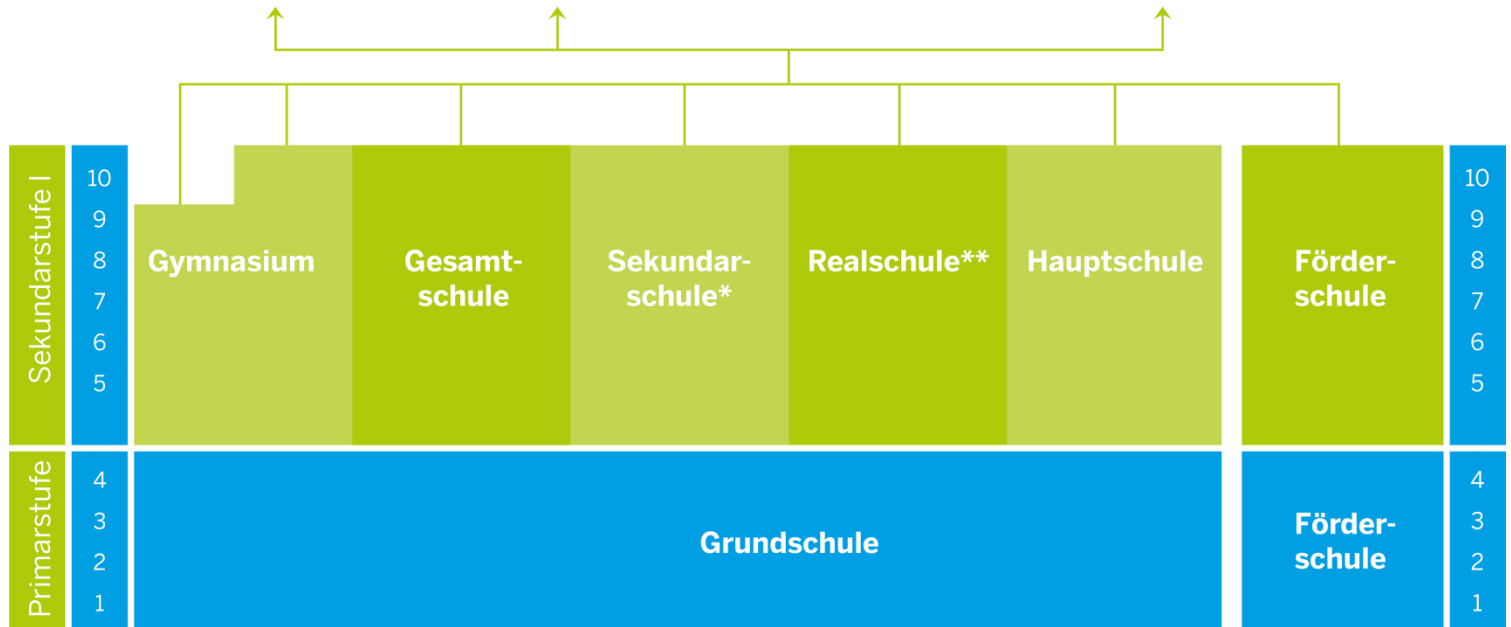 Sekundarstufe I
10
9
8
7
6
5
Gymnasium
Gesamt-
schule
Sekundar-
schule*
Realschule**
Hauptschule
Förder-
schule
10
9
8
7
6
5
Primarstufe
4
3
2
1
Grundschule
Förder-
schule
4
3
2
1